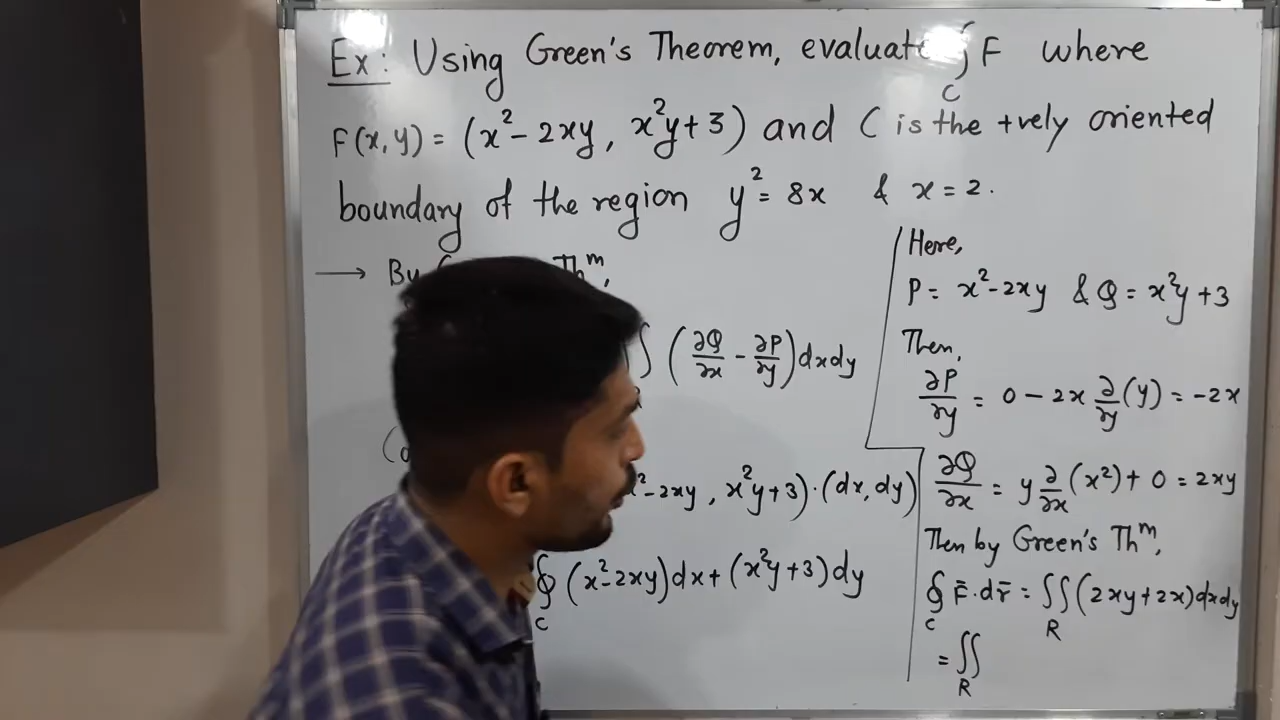 Ex: Using Green's Theorem, evaluate ∫_C F where
F(x, y) = (x² - 2xy, x²y + 3) and C is the +vely oriented
boundary of the region y² = 8x & x = 2.
→ By Thᵐ,
∫ (∂Q/∂x - ∂P/∂y) dx dy
²-2xy, x²y+3)·(dx, dy)
∮_C (x²-2xy)dx + (x²y+3)dy
Here,
P = x²-2xy & Q = x²y+3
Then,
∂P/∂y = 0 - 2x ∂/∂y (y) = -2x
∂Q/∂x = y ∂/∂x (x²) + 0 = 2xy
Then by Green's Thᵐ,
∮_C F̄·dr̄ = ∬_R (2xy+2x)dxdy
= ∬_R